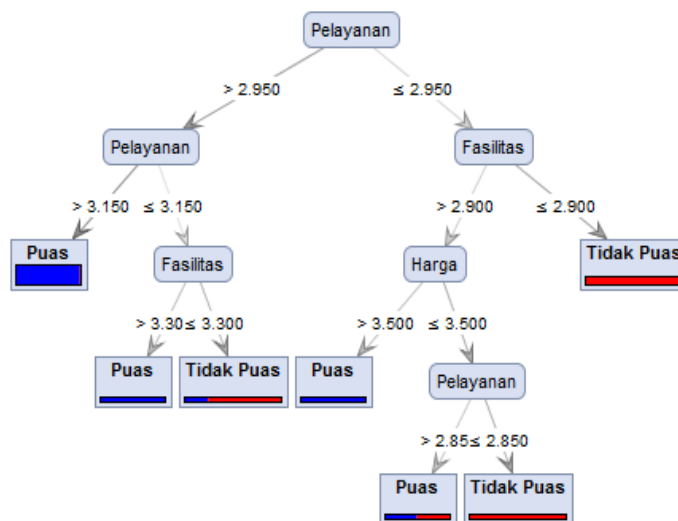 Pelayanan
> 2.950 ≤ 2.950
Pelayanan Fasilitas
> 3.150 ≤ 3.150 > 2.900 ≤ 2.900
Puas Fasilitas Harga Tidak Puas
> 3.30 ≤ 3.300 > 3.500 ≤ 3.500
Puas Tidak Puas Puas Pelayanan
> 2.85 ≤ 2.850
Puas Tidak Puas